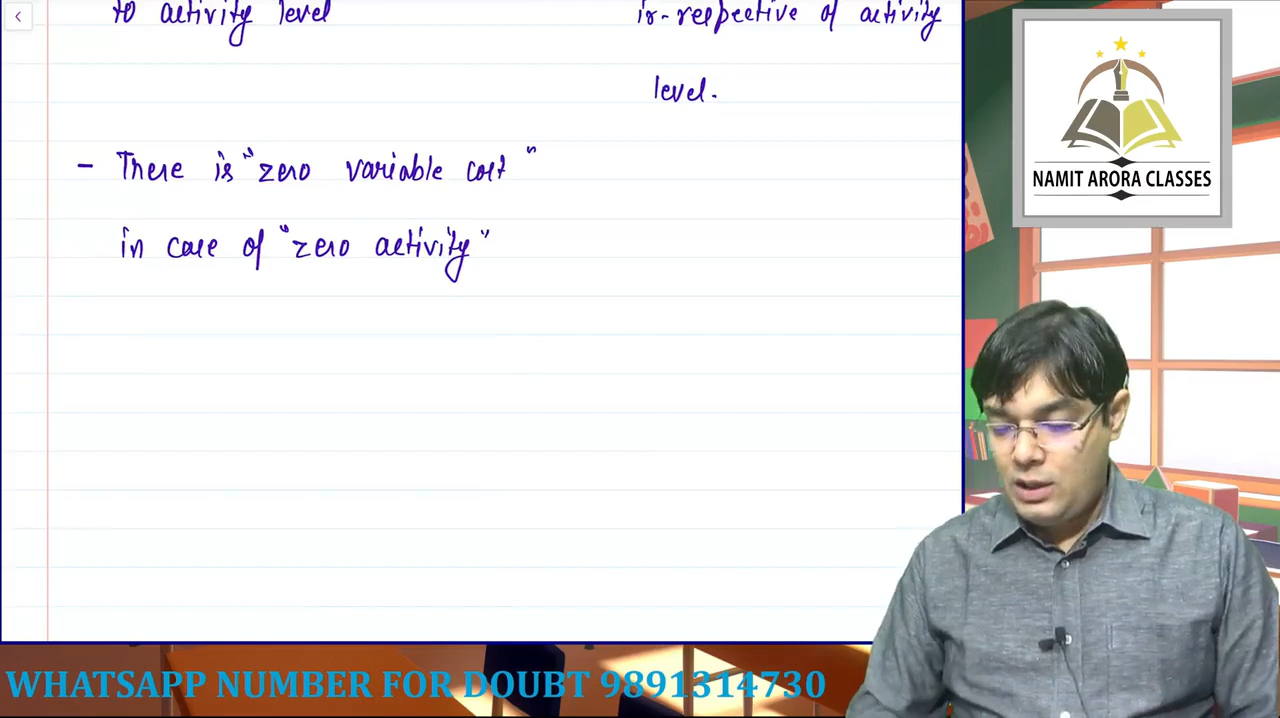 to activity level
ir-respective of activity
level.
- There is "zero variable cost"
in case of "zero activity"
NAMIT ARORA CLASSES
WHATSAPP NUMBER FOR DOUBT 9891314730